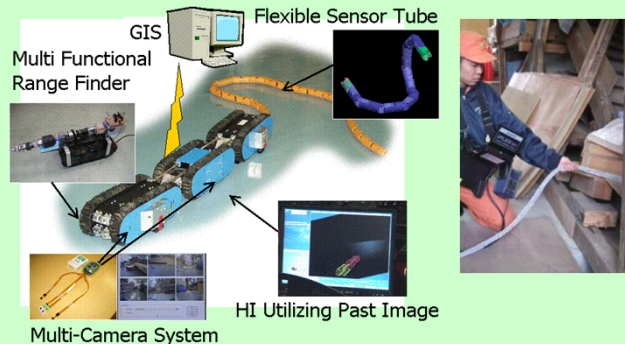 Flexible Sensor Tube
GIS
Multi Functional
Range Finder
HI Utilizing Past Image
Multi-Camera System